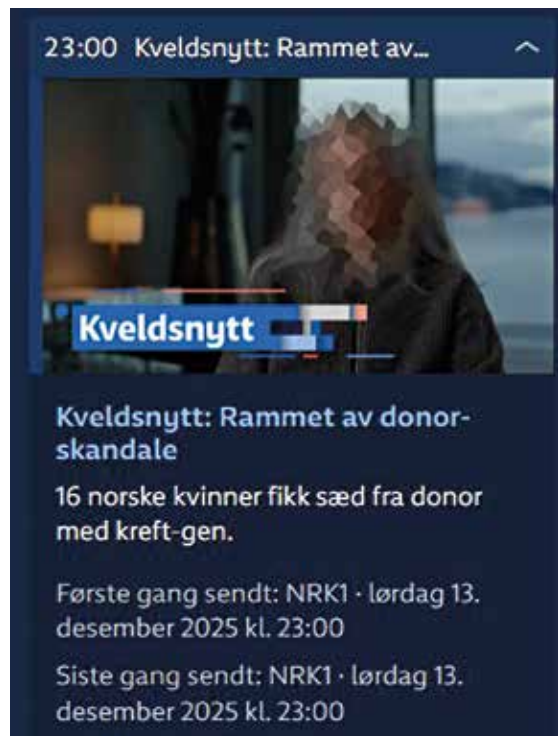 23:00 Kveldsnytt: Rammet av...
Kveldsnytt
Kveldsnytt: Rammet av donor-
skandale
16 norske kvinner fikk sæd fra donor
med kreft-gen.
Første gang sendt: NRK1 · lørdag 13.
desember 2025 kl. 23:00
Siste gang sendt: NRK1 · lørdag 13.
desember 2025 kl. 23:00